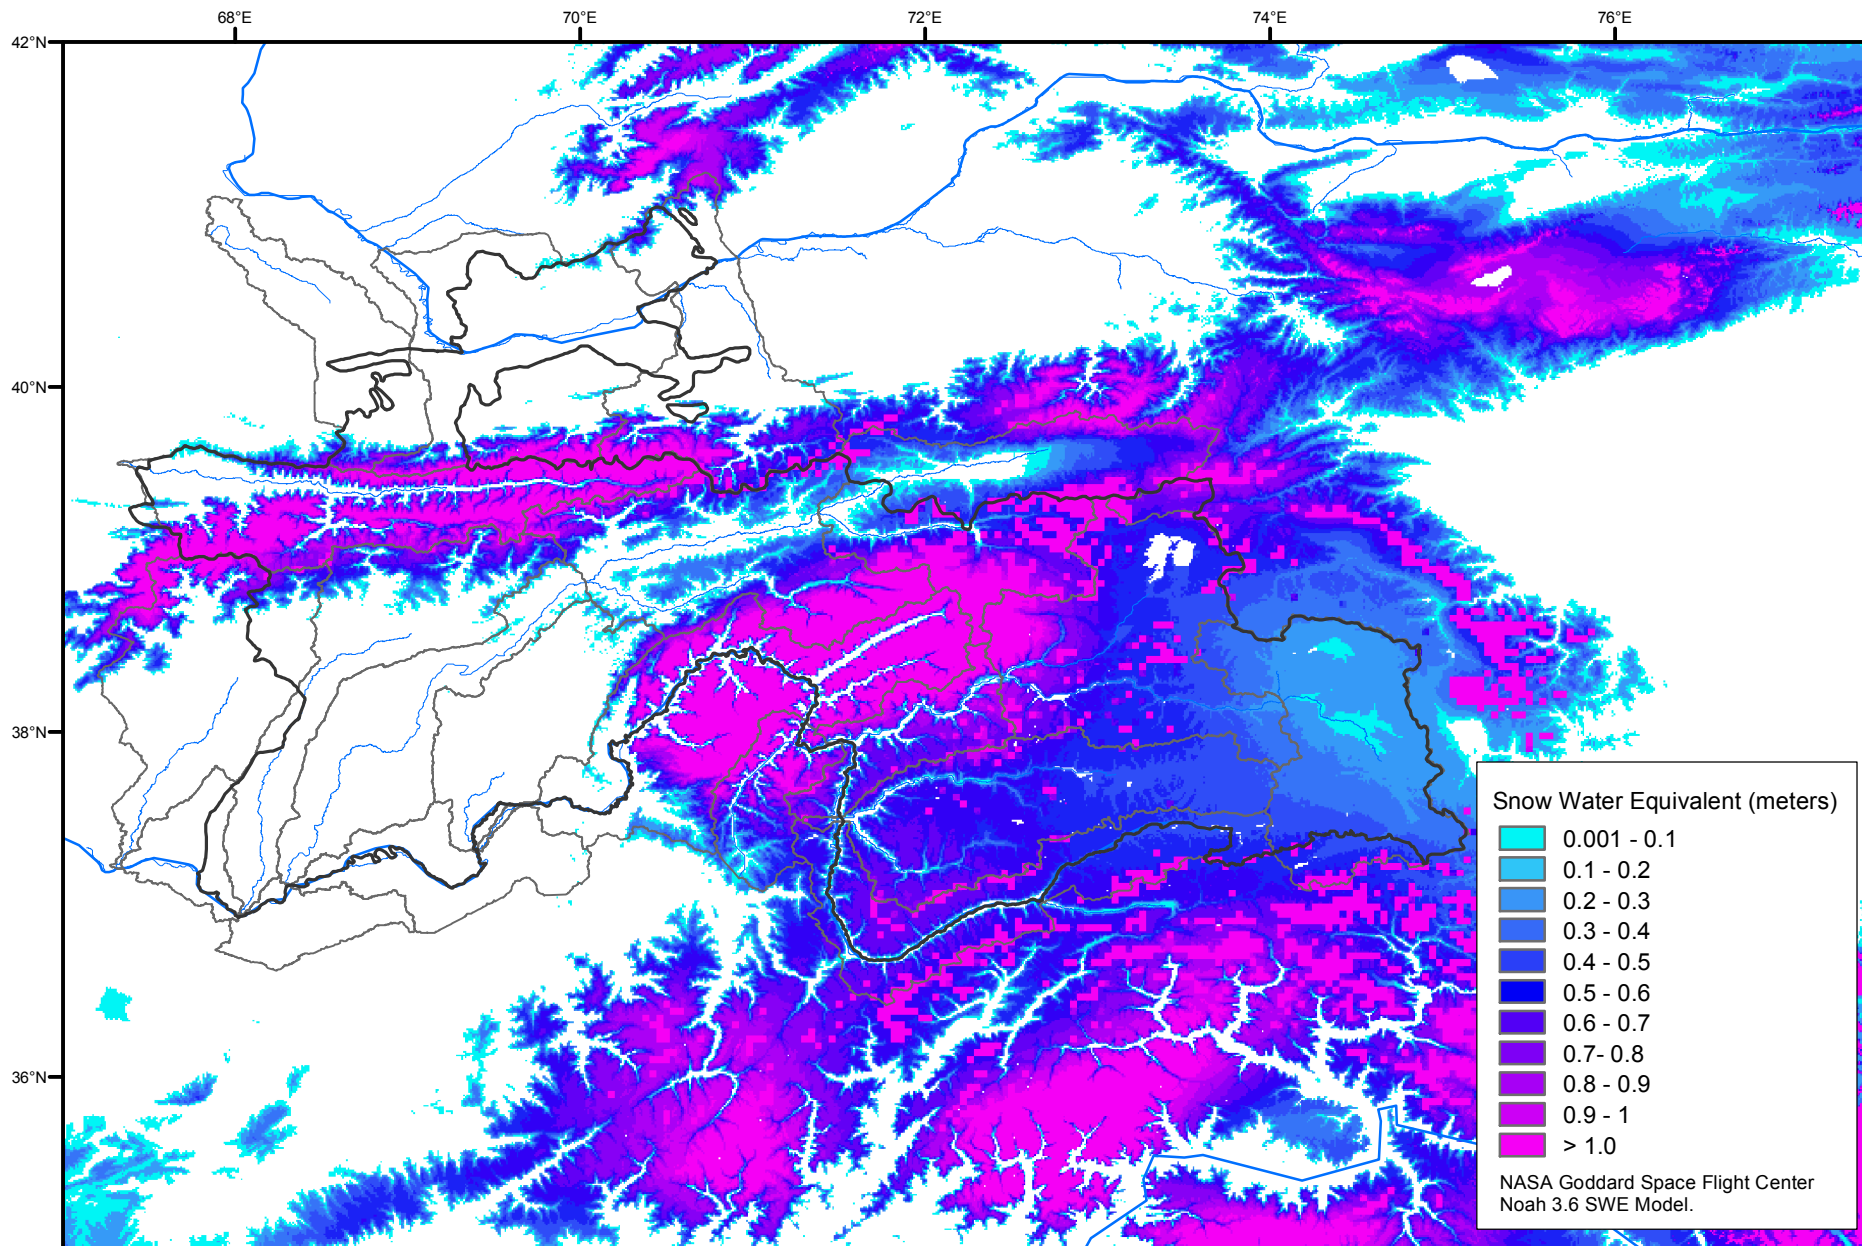 68°E
70°E
72°E
74°E
76°E
42°N
40°N
38°N
36°N
Snow Water Equivalent (meters)
0.001 - 0.1
0.1 - 0.2
0.2 - 0.3
0.3 - 0.4
0.4 - 0.5
0.5 - 0.6
0.6 - 0.7
0.7- 0.8
0.8 - 0.9
0.9 - 1
> 1.0
NASA Goddard Space Flight Center
Noah 3.6 SWE Model.